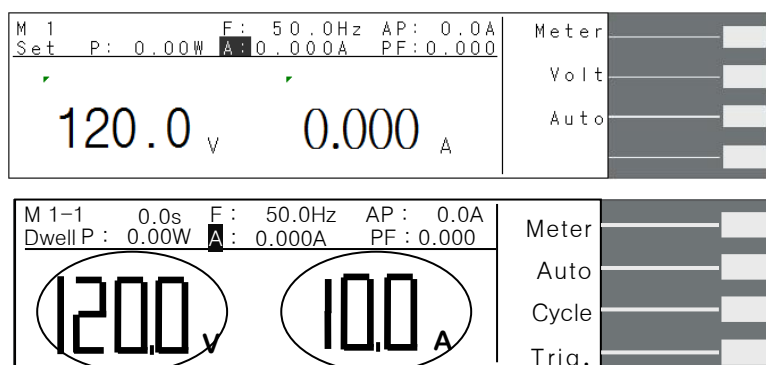 M 1 F: 50.0Hz AP: 0.0A
Set P: 0.00W A:0.000A PF:0.000
120.0 V 0.000 A
Meter
Volt
Auto
M 1-1 0.0s F: 50.0Hz AP: 0.0A
Dwell P: 0.00W A: 0.000A PF:0.000
120.0 V 10.0 A
Meter
Auto
Cycle
Trig.